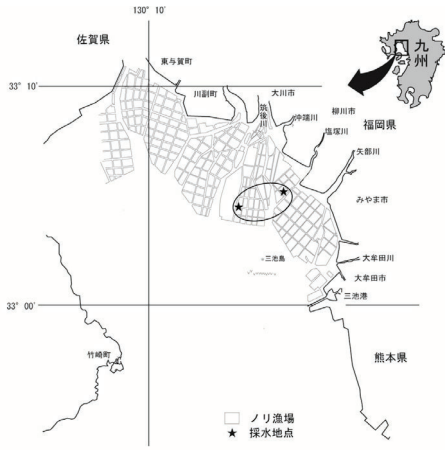 130° 10′
佐賀県
九州
東与賀町
33° 10′
川副町
筑後川
大川市
沖端川
柳川市
塩塚川
福岡県
矢部川
みやま市
三池島
大牟田川
大牟田市
三池港
33° 00′
竹崎町
熊本県
ノリ漁場
★ 採水地点